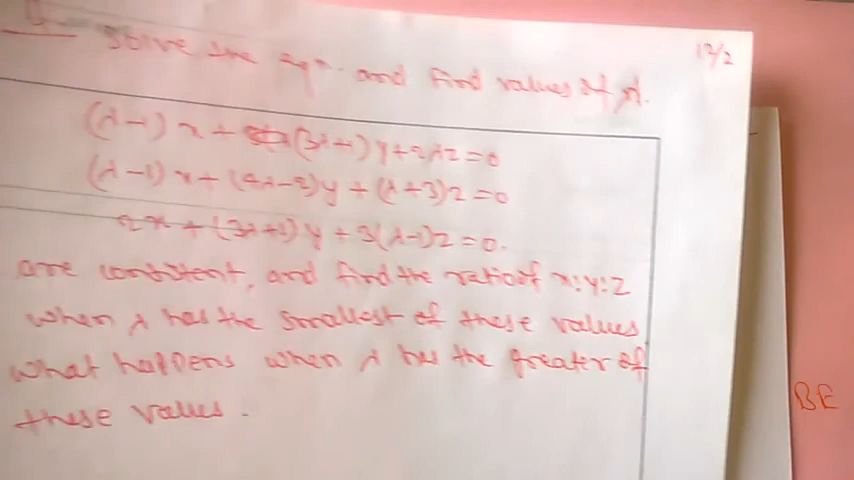 12/2
Q Solve the eqn. and find values of λ.
(λ-1) x + (3λ+1) y + 2λz = 0
(λ-1) x + (4λ-2)y + (λ+3)z = 0
2x + (3λ+1) y + 3(λ-1)z = 0.
are consistent, and find the ratio of x:y:z
when λ has the smallest of these values
what happens when λ has the greater of
these values.
BE